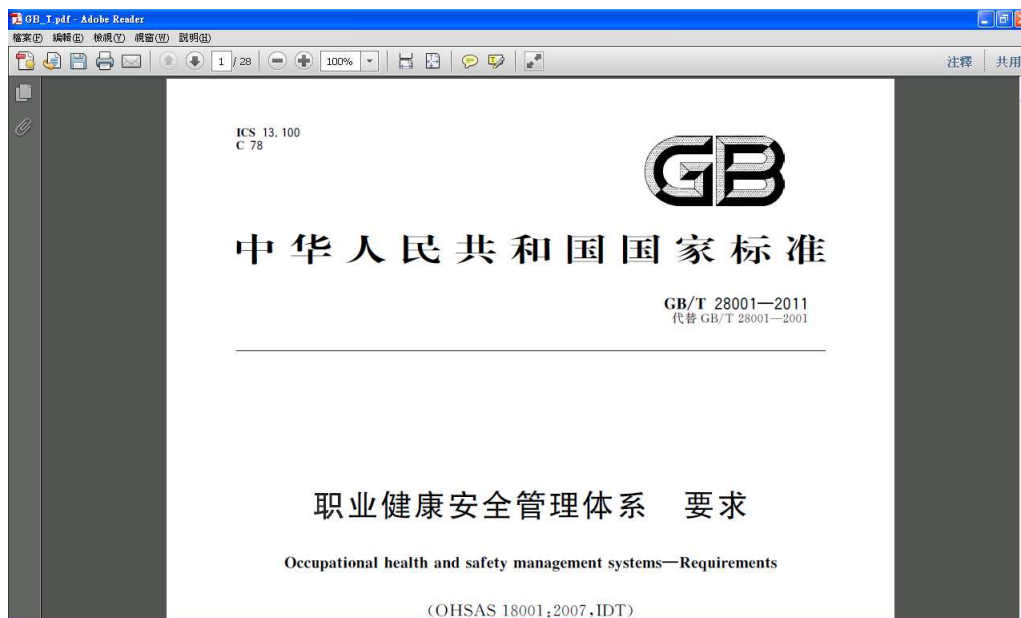 GB_T.pdf - Adobe Reader
檔案(F) 編輯(E) 檢視(V) 視窗(W) 說明(H)
1 / 28 100% 注釋 共用
ICS 13.100
C 78
GB
中华人民共和国国家标准
GB/T 28001—2011
代替 GB/T 28001—2001
职业健康安全管理体系 要求
Occupational health and safety management systems—Requirements
(OHSAS 18001:2007,IDT)